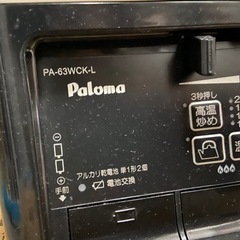 PA-63WCK-L
Paloma
3秒押し
高温
炒め
アルカリ乾電池 単1形2個
電池交換
手前